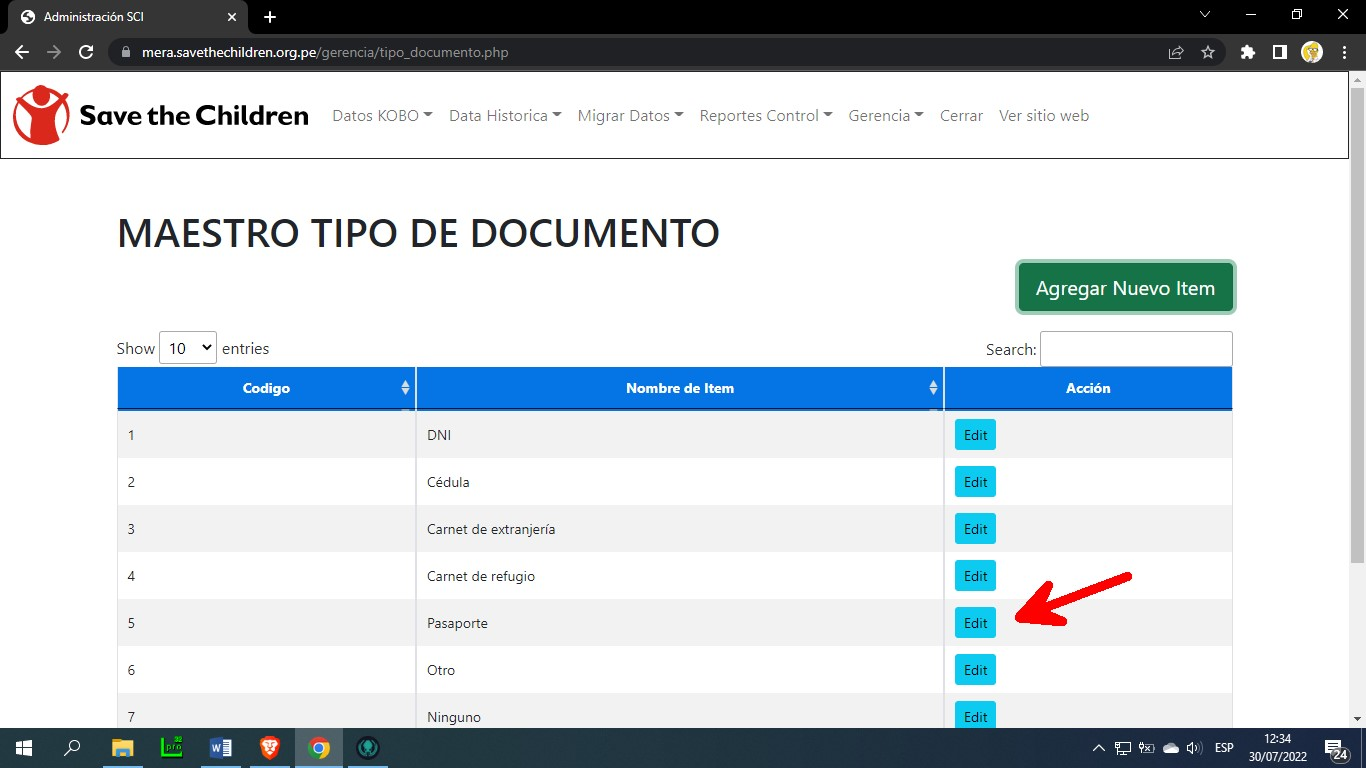 Administración SCI
mera.savethechildren.org.pe/gerencia/tipo_documento.php
Save the Children Datos KOBO Data Historica Migrar Datos Reportes Control Gerencia Cerrar Ver sitio web
MAESTRO TIPO DE DOCUMENTO
Agregar Nuevo Item
Show 10 entries Search:
Codigo Nombre de Item Acción
1 DNI Edit
2 Cédula Edit
3 Carnet de extranjería Edit
4 Carnet de refugio Edit
5 Pasaporte Edit
6 Otro Edit
7 Ninguno Edit
ESP 12:34
30/07/2022 24